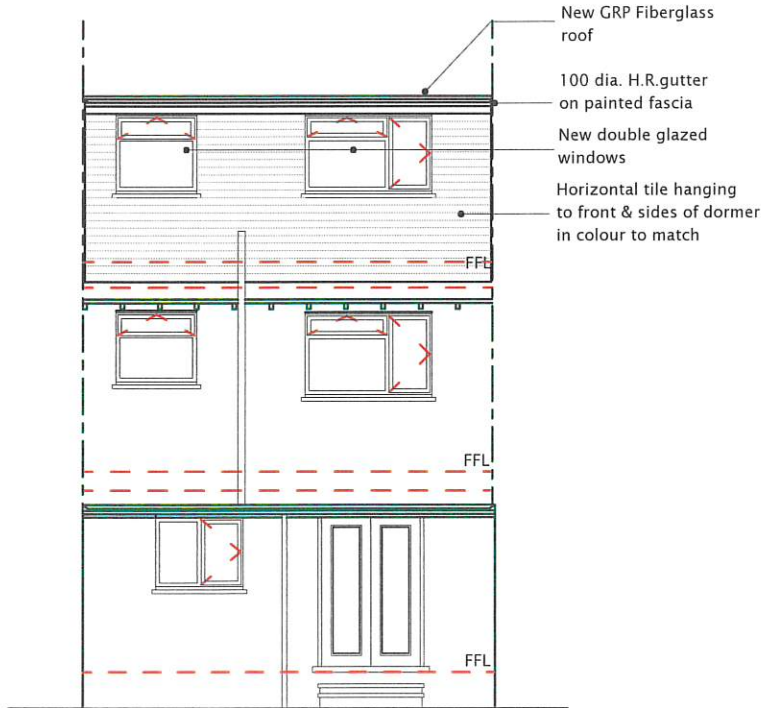 New GRP Fiberglass
roof
100 dia. H.R.gutter
on painted fascia
New double glazed
windows
Horizontal tile hanging
to front & sides of dormer
in colour to match
FFL
FFL
FFL